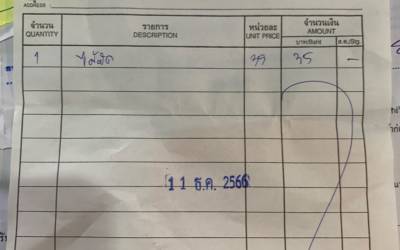 ADDRESS
จำนวน รายการ หน่วยละ จำนวนเงิน
QUANTITY DESCRIPTION UNIT PRICE AMOUNT
บาท/Baht ส.ต./Stg.
1 35 -
11 ธ.ค. 2566